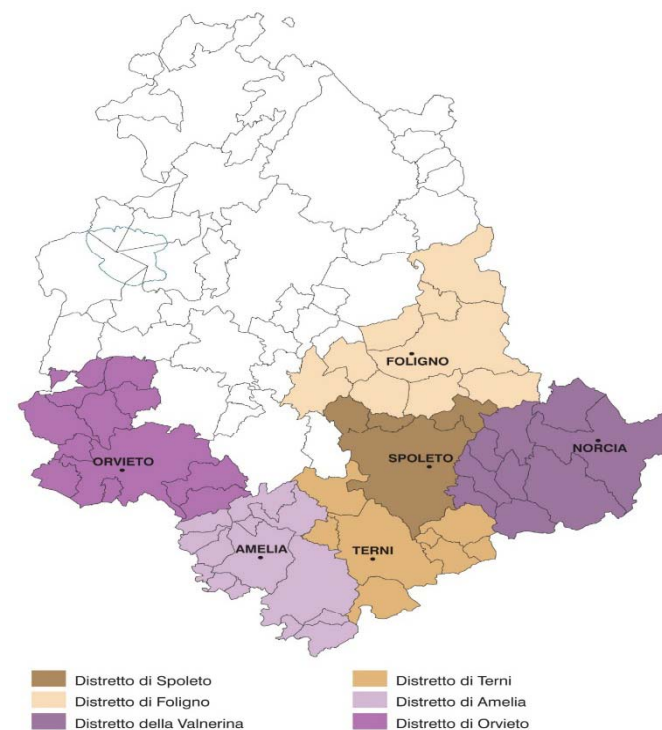 FOLIGNO
NORCIA
ORVIETO
SPOLETO
AMELIA
TERNI
Distretto di Spoleto
Distretto di Terni
Distretto di Foligno
Distretto di Amelia
Distretto della Valnerina
Distretto di Orvieto